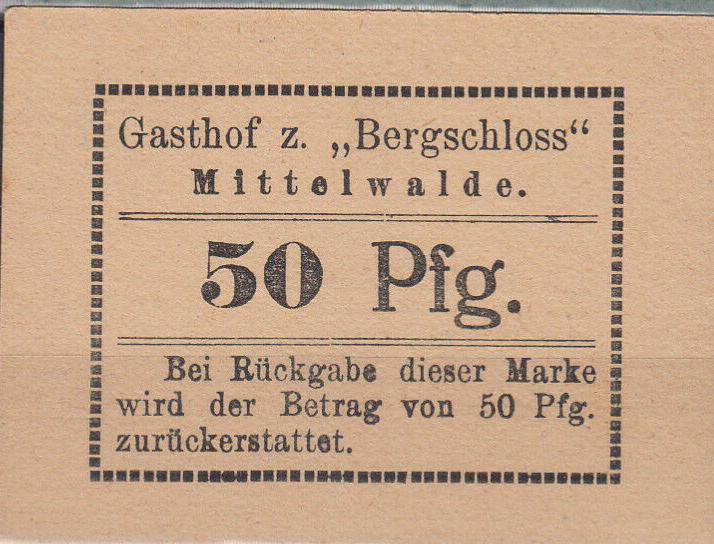 Gasthof z. „Bergschloss“
Mittelwalde.
50 Pfg.
Bei Rückgabe dieser Marke
wird der Betrag von 50 Pfg.
zurückerstattet.